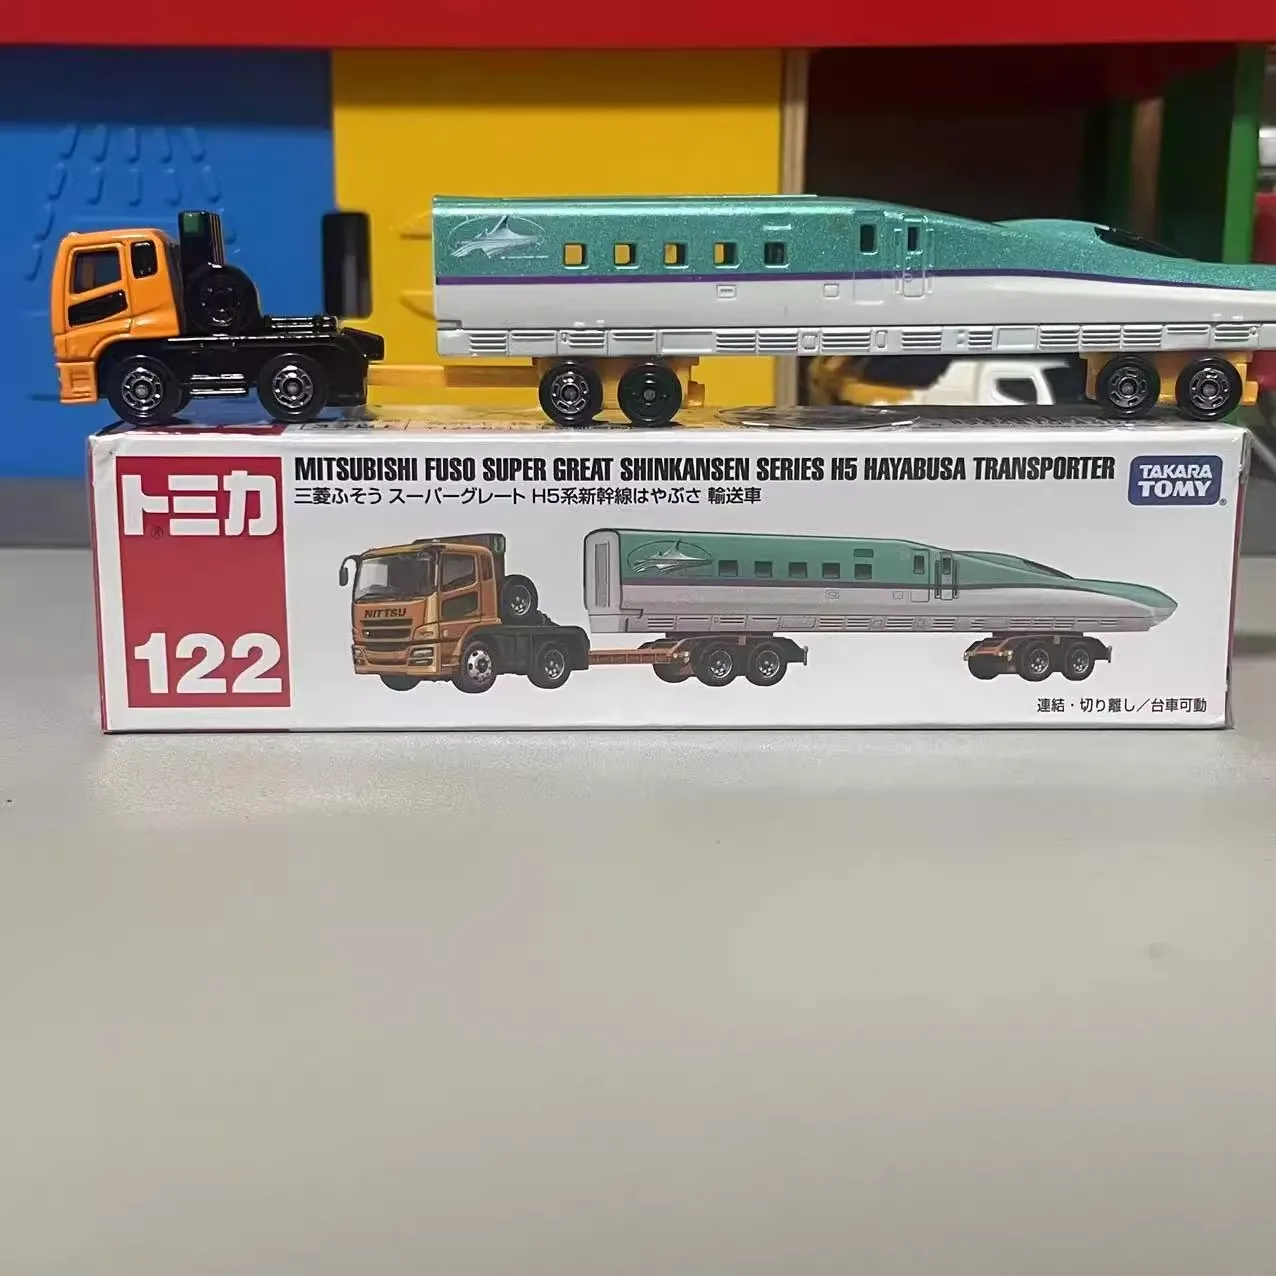 トミカ
122
MITSUBISHI FUSO SUPER GREAT SHINKANSEN SERIES H5 HAYABUSA TRANSPORTER
三菱ふそう スーパーグレート H5系新幹線はやぶさ 輸送車
TAKARA
TOMY
NITTSU
連結・切り離し／台車可動